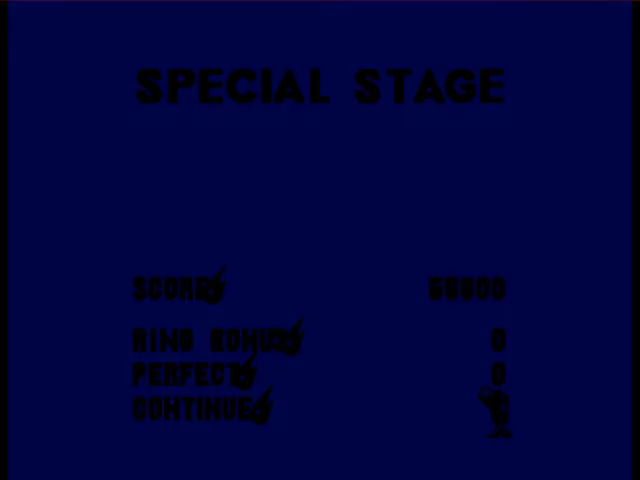 SPECIAL STAGE
SCORE
RING BONUS 0
PERFECT 0
CONTINUE